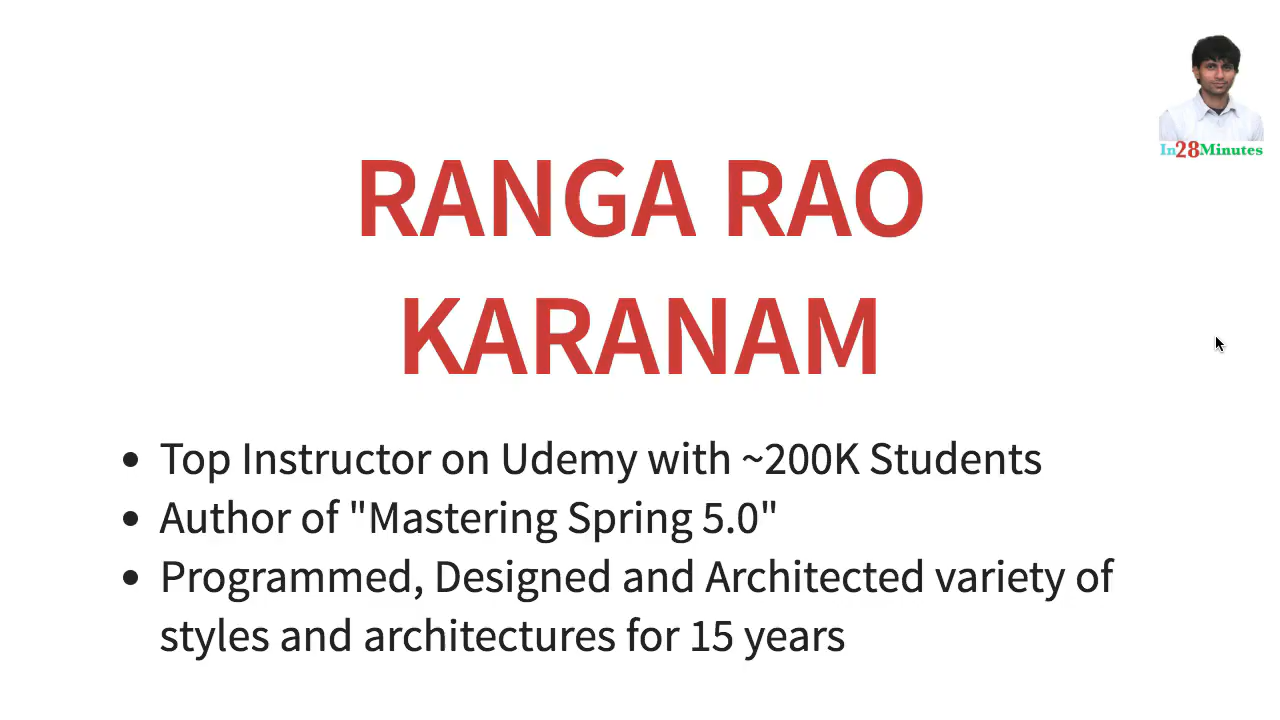 In28Minutes
RANGA RAO
KARANAM
• Top Instructor on Udemy with ~200K Students
• Author of "Mastering Spring 5.0"
• Programmed, Designed and Architected variety of
styles and architectures for 15 years